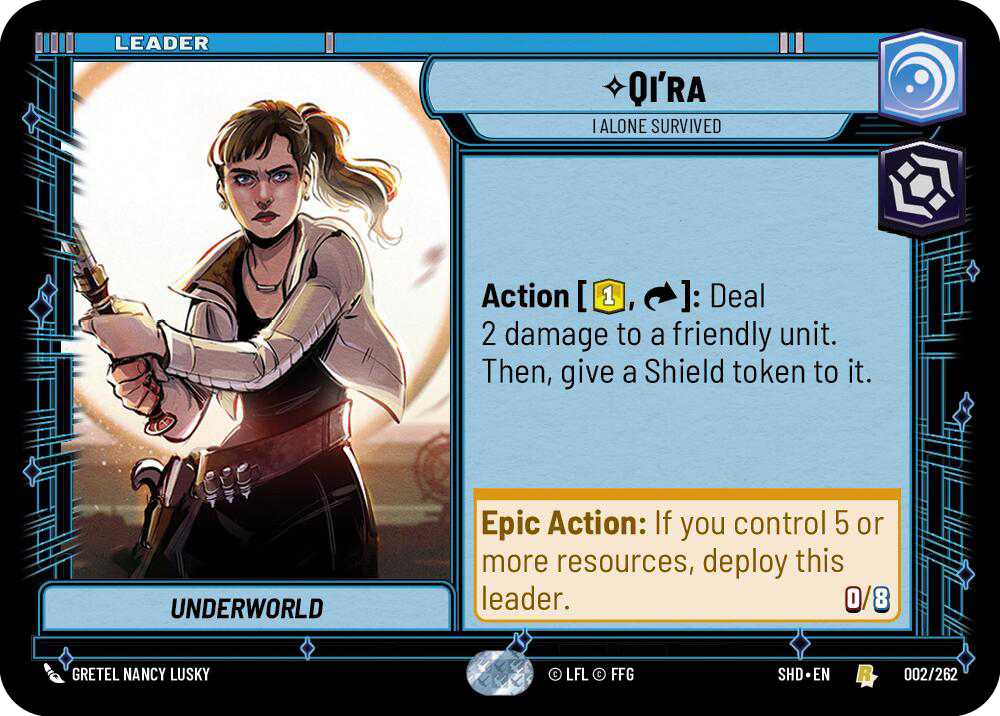 LEADER
✧QI'RA
I ALONE SURVIVED
Action [1, ]: Deal
2 damage to a friendly unit.
Then, give a Shield token to it.
Epic Action: If you control 5 or
more resources, deploy this
leader.
0/8
UNDERWORLD
GRETEL NANCY LUSKY
© LFL © FFG
SHD•EN
R
002/262